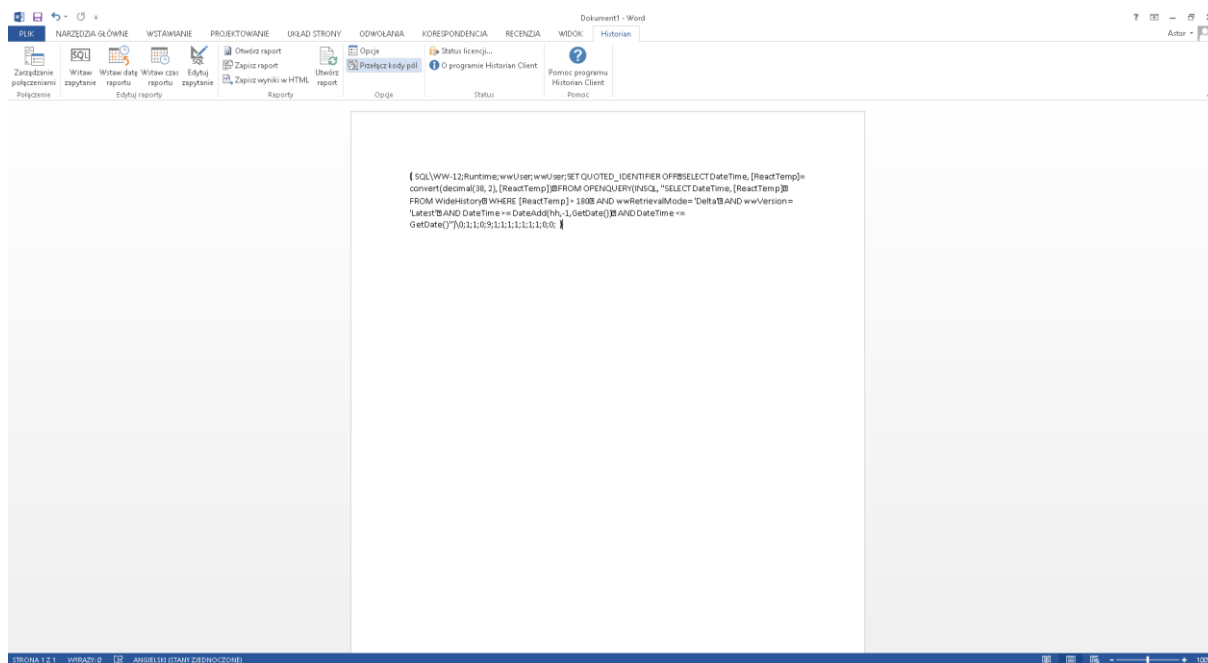 Dokument1 - Word
PLIK NARZĘDZIA GŁÓWNE WSTAWIANIE PROJEKTOWANIE UKŁAD STRONY ODWOŁANIA KORESPONDENCJA RECENZJA WIDOK Historian
Astor
Zarządzanie połączeniami
Wstaw zapytanie
Wstaw datę raportu
Wstaw czas raportu
Edytuj zapytanie
Otwórz raport
Zapisz raport
Zapisz wyniki w HTML
Utwórz raport
Opcje
Przełącz kody pól
Status licencji...
O programie Historian Client
Pomoc programu Historian Client
Połączenie Edytuj raporty Raporty Opcje Status Pomoc
{ SQL\WW-12;Runtime;wwUser;wwUser;SET QUOTED_IDENTIFIER OFF SELECT DateTime, [ReactTemp]=
convert(decimal(38, 2), [ReactTemp]) FROM OPENQUERY(INSQL, "SELECT DateTime, [ReactTemp]
FROM WideHistory WHERE [ReactTemp] > 180 AND wwRetrievalMode = 'Delta' AND wwVersion =
'Latest' AND DateTime >= DateAdd(hh,-1,GetDate()) AND DateTime <=
GetDate()")\0;1;1;0;9;1;1;1;1;1;1;1;0;0; }
STRONA 1 Z 1 WYRAZY: 0 ANGIELSKI (STANY ZJEDNOCZONE)